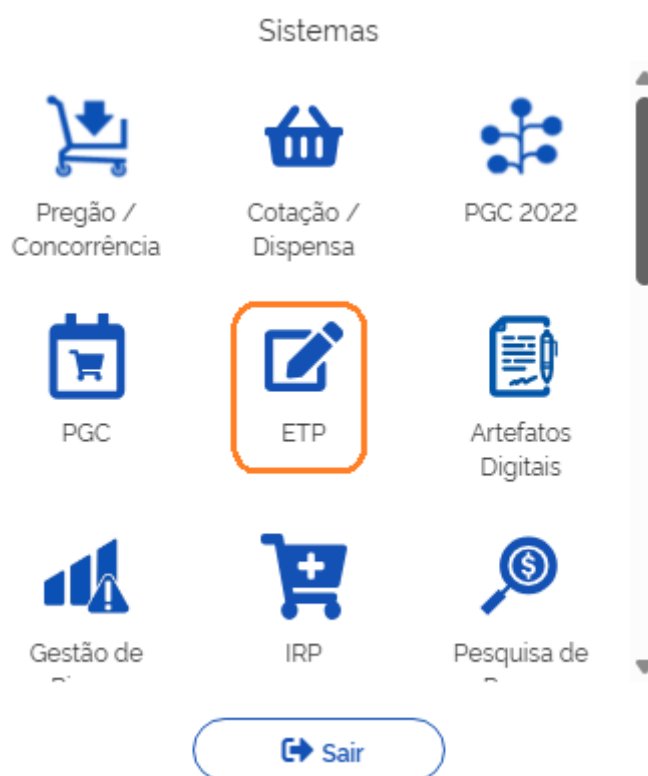 Sistemas
Pregão /
Concorrência
Cotação /
Dispensa
PGC 2022
PGC
ETP
Artefatos
Digitais
Gestão de
IRP
Pesquisa de
Sair